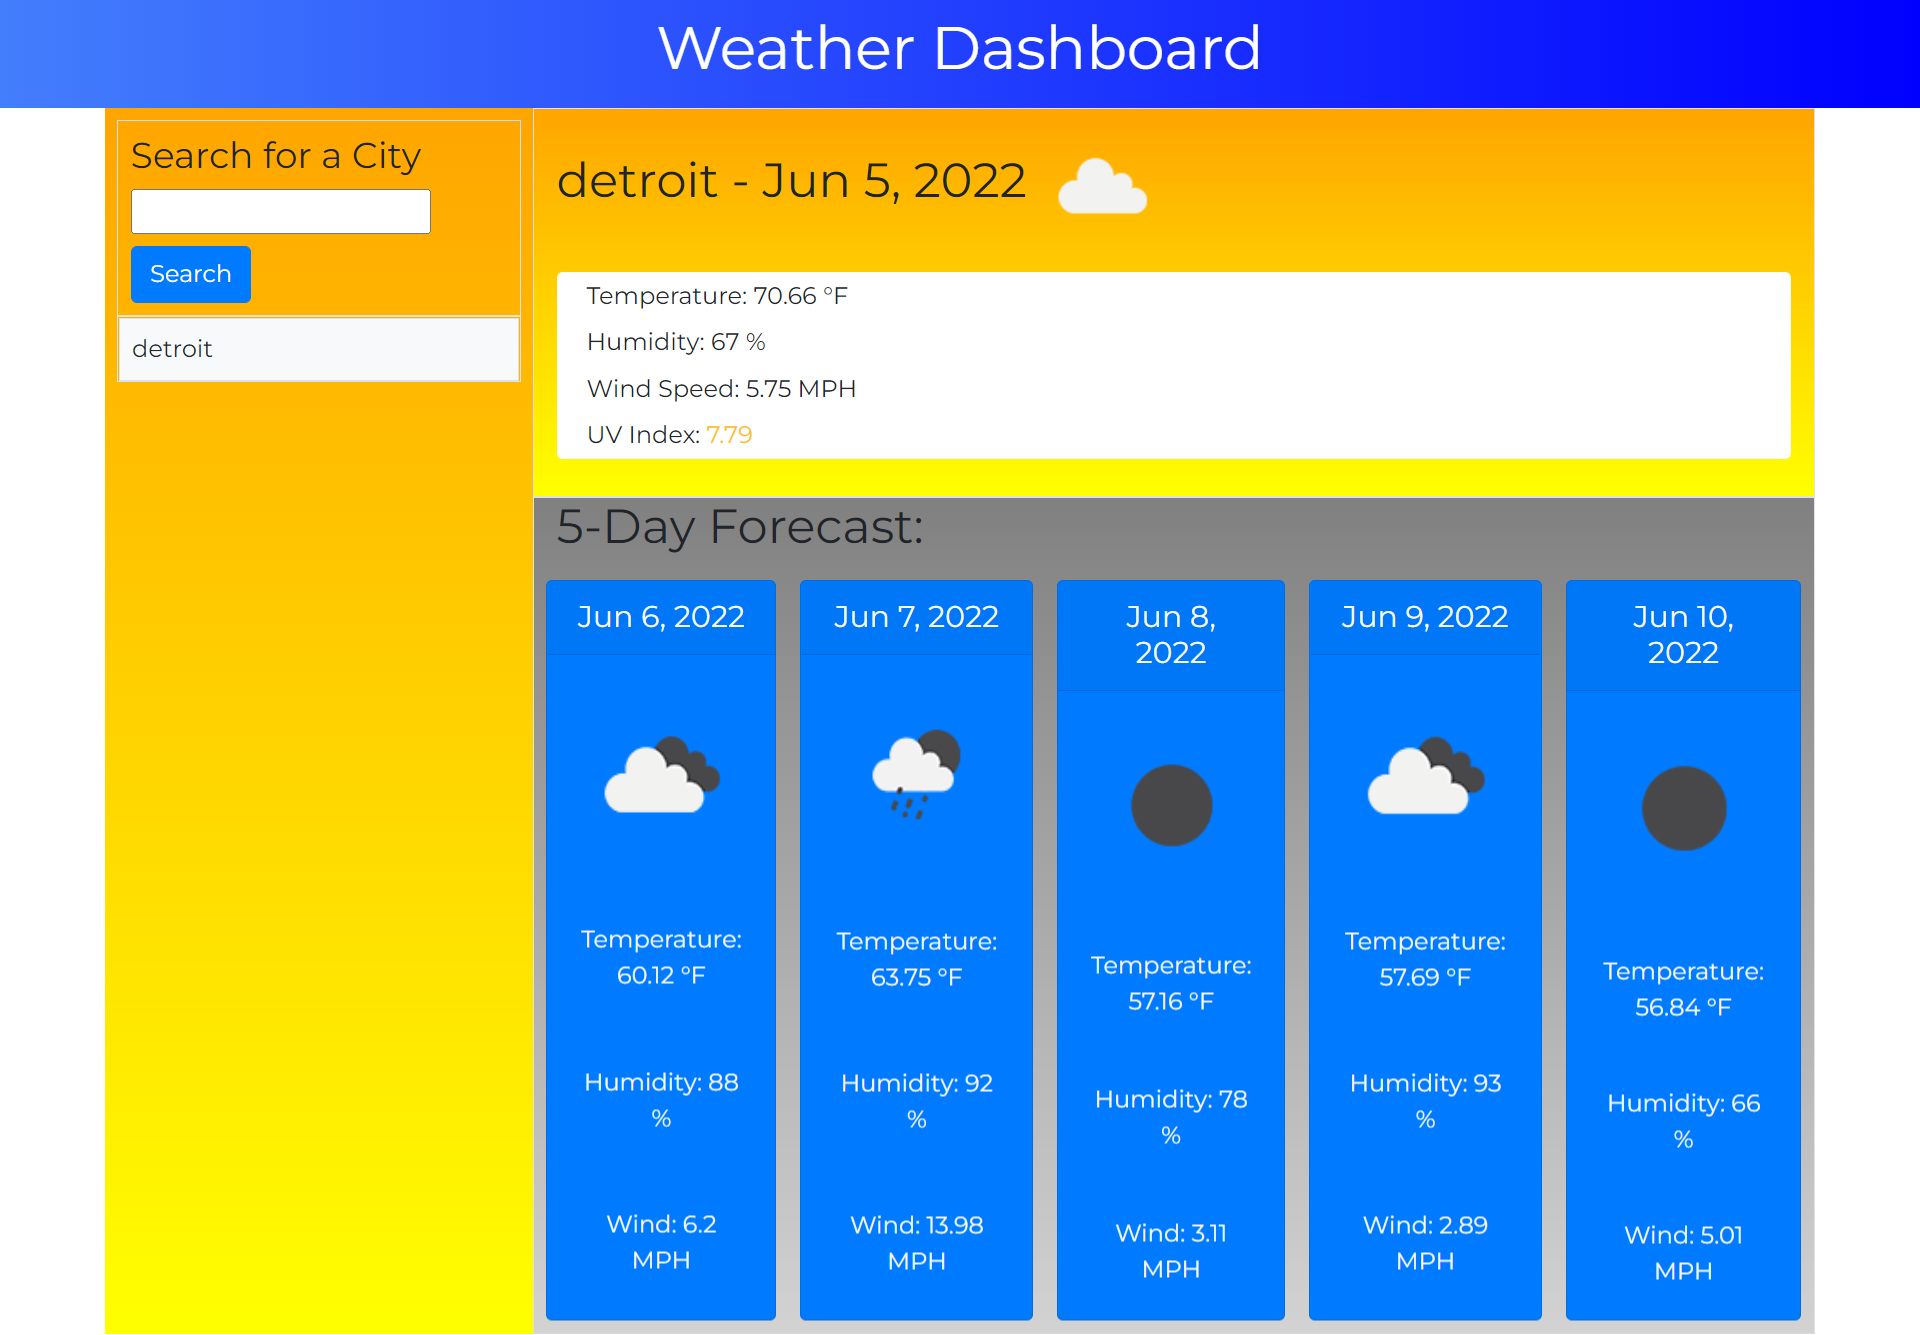 Weather Dashboard
Search for a City
Search
detroit
detroit - Jun 5, 2022
Temperature: 70.66 °F
Humidity: 67 %
Wind Speed: 5.75 MPH
UV Index: 7.79
5-Day Forecast:
Jun 6, 2022
Temperature:
60.12 °F
Humidity: 88
%
Wind: 6.2
MPH
Jun 7, 2022
Temperature:
63.75 °F
Humidity: 92
%
Wind: 13.98
MPH
Jun 8,
2022
Temperature:
57.16 °F
Humidity: 78
%
Wind: 3.11
MPH
Jun 9, 2022
Temperature:
57.69 °F
Humidity: 93
%
Wind: 2.89
MPH
Jun 10,
2022
Temperature:
56.84 °F
Humidity: 66
%
Wind: 5.01
MPH